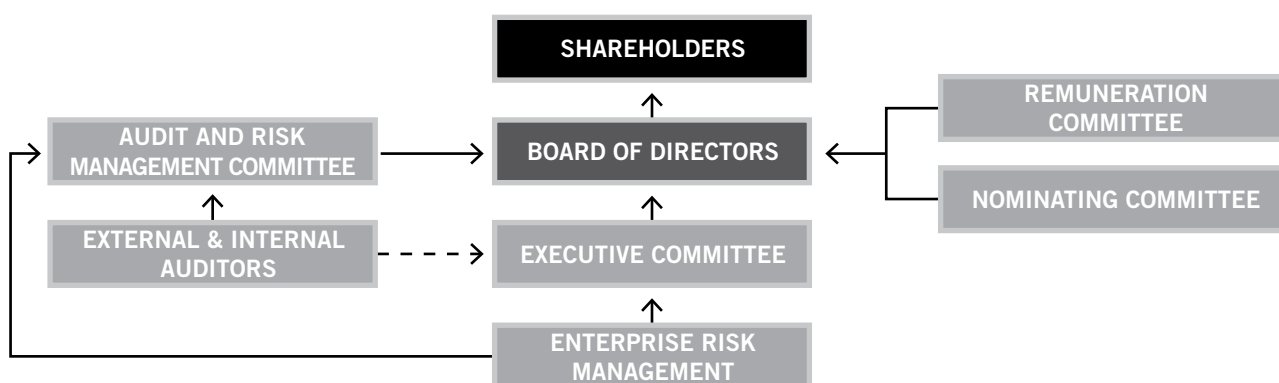 SHAREHOLDERS
AUDIT AND RISK
MANAGEMENT COMMITTEE
BOARD OF DIRECTORS
REMUNERATION
COMMITTEE
NOMINATING COMMITTEE
EXTERNAL & INTERNAL
AUDITORS
EXECUTIVE COMMITTEE
ENTERPRISE RISK
MANAGEMENT